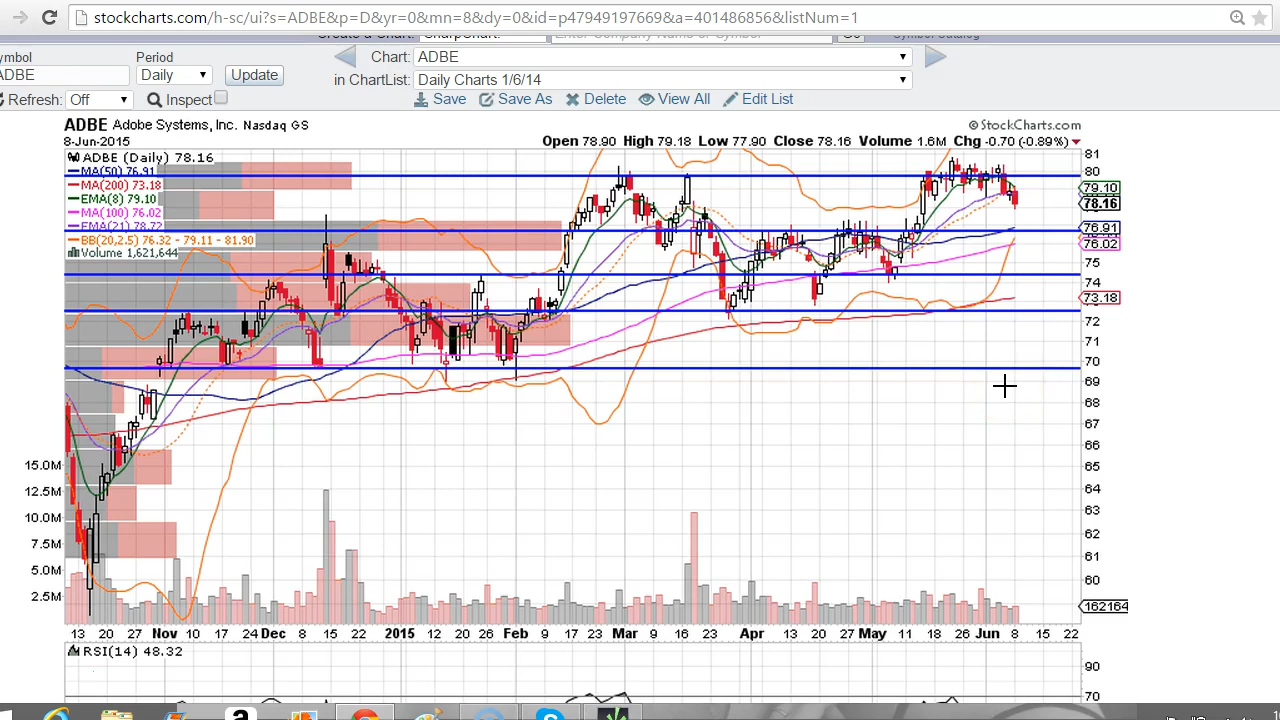 stockcharts.com/h-sc/ui?s=ADBE&p=D&yr=0&mn=8&dy=0&id=p47949197669&a=401486856&listNum=1
Period
Chart: ADBE
ADBE Daily Update
in ChartList: Daily Charts 1/6/14
Refresh: Off Inspect
Save Save As Delete View All Edit List
ADBE Adobe Systems, Inc. Nasdaq GS
© StockCharts.com
8-Jun-2015
Open 78.90 High 79.18 Low 77.90 Close 78.16 Volume 1.6M Chg -0.70 (-0.89%)
ADBE (Daily) 78.16
MA(50) 76.91
MA(200) 73.18
EMA(8) 79.10
MA(100) 76.02
EMA(21) 78.72
BB(20,2.5) 76.32 - 79.11 - 81.90
Volume 1,621,644
81
80
79.10
78.16
76.91
76.02
75
74
73.18
72
71
70
69
68
67
66
65
64
63
62
61
60
162164
15.0M
12.5M
10.0M
7.5M
5.0M
2.5M
13 20 27 Nov 10 17 24 Dec 8 15 22 2015 12 20 26 Feb 9 17 23 Mar 9 16 23 Apr 13 20 27 May 11 18 26 Jun 8 15 22
RSI(14) 48.32
90
70